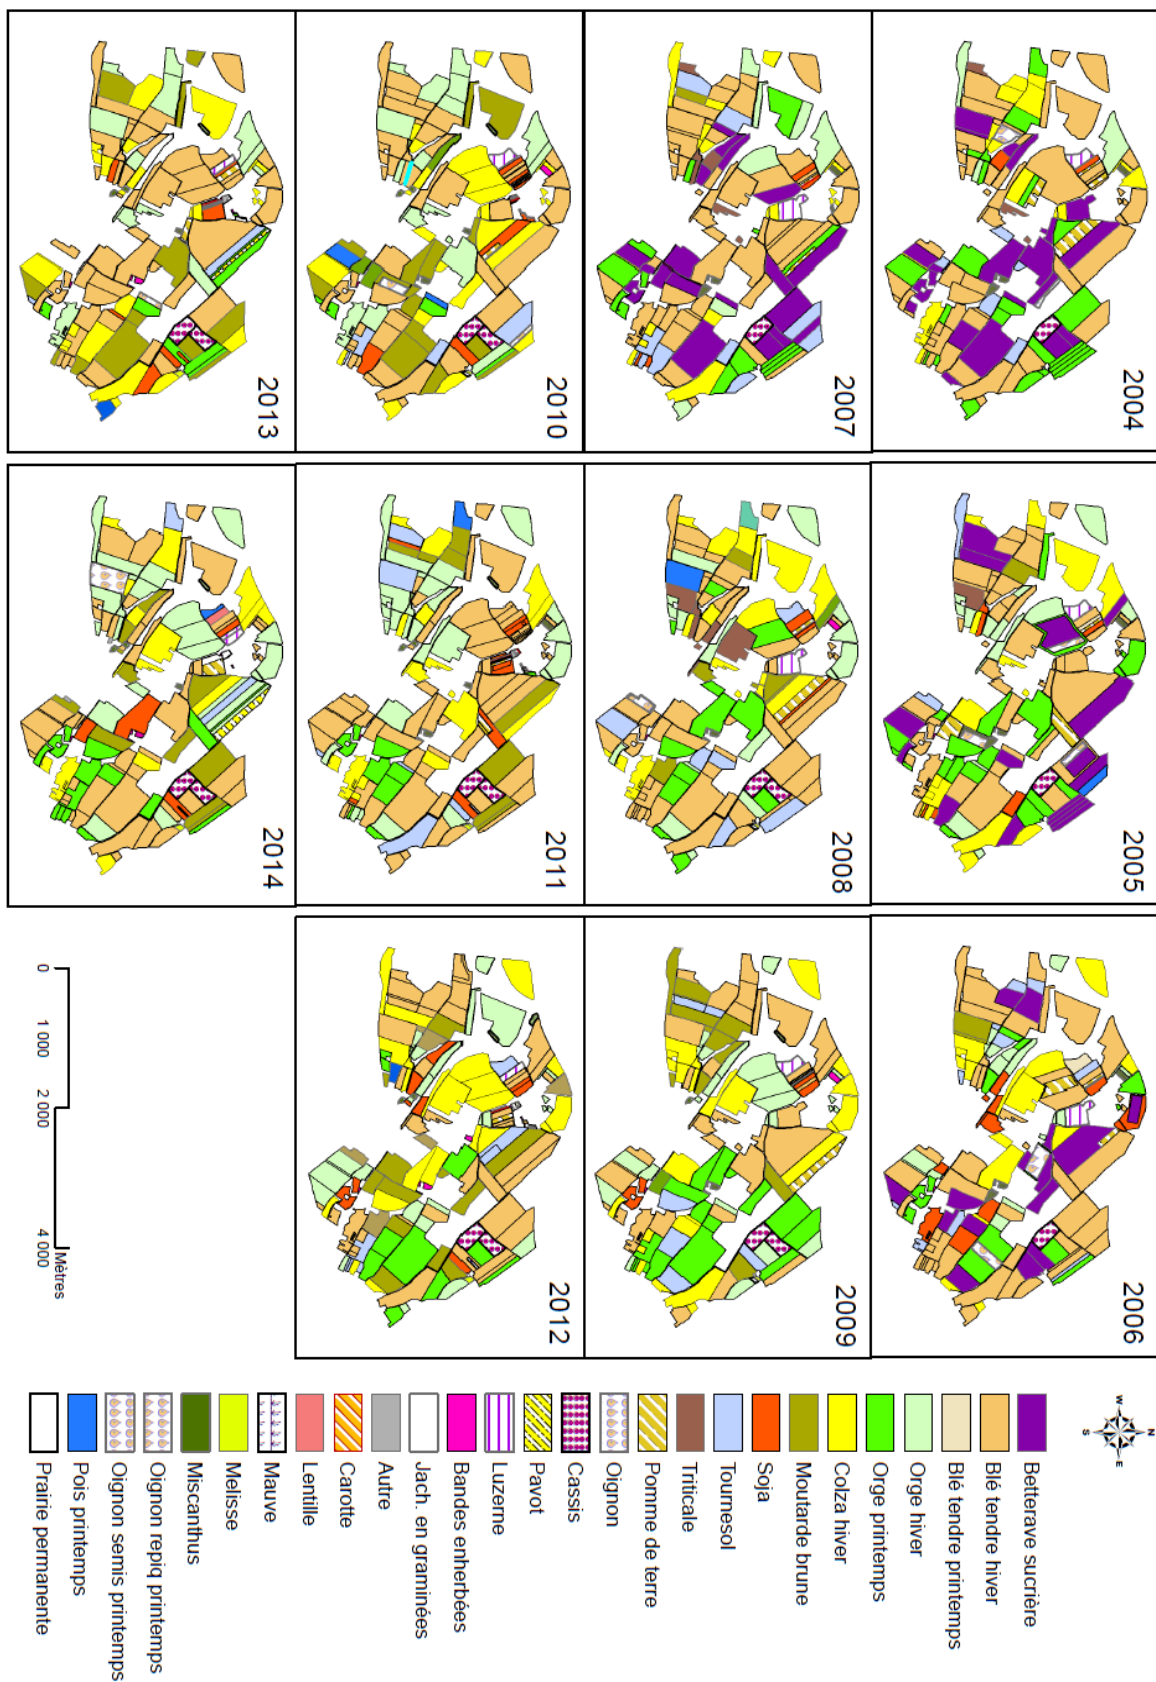 2004
2005
2006
2007
2008
2009
2010
2011
2012
2013
2014
0
1 000
2 000
4 000
Mètres
N
W
E
S
Betterave sucrière
Blé tendre hiver
Blé tendre printemps
Orge hiver
Orge printemps
Colza hiver
Moutarde brune
Soja
Tournesol
Triticale
Pomme de terre
Oignon
Cassis
Pavot
Luzerne
Bandes enherbées
Jach. en graminées
Autre
Carotte
Lentille
Mauve
Melisse
Miscanthus
Oignon repiq printemps
Oignon semis printemps
Pois printemps
Prairie permanente